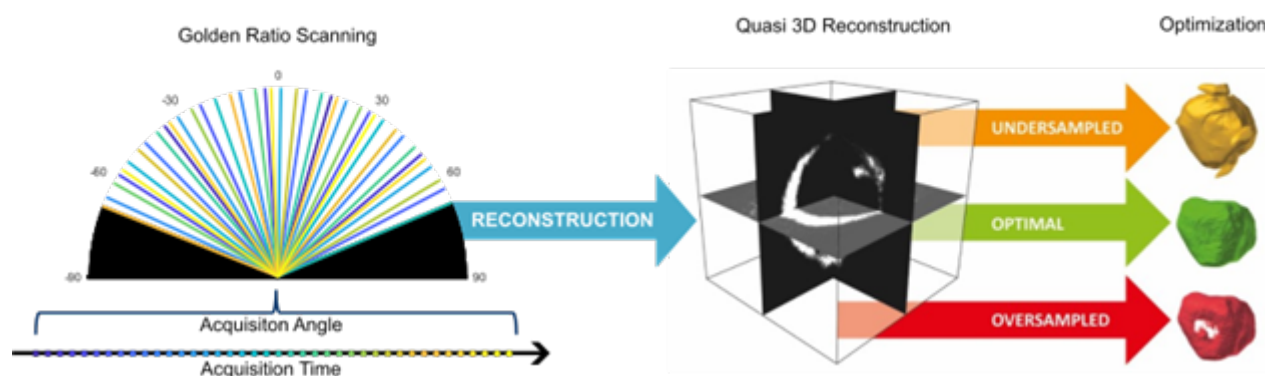 Golden Ratio Scanning
0
-30
30
-60
60
-90
90
Acquisiton Angle
Acquisition Time
RECONSTRUCTION
Quasi 3D Reconstruction
Optimization
UNDERSAMPLED
OPTIMAL
OVERSAMPLED